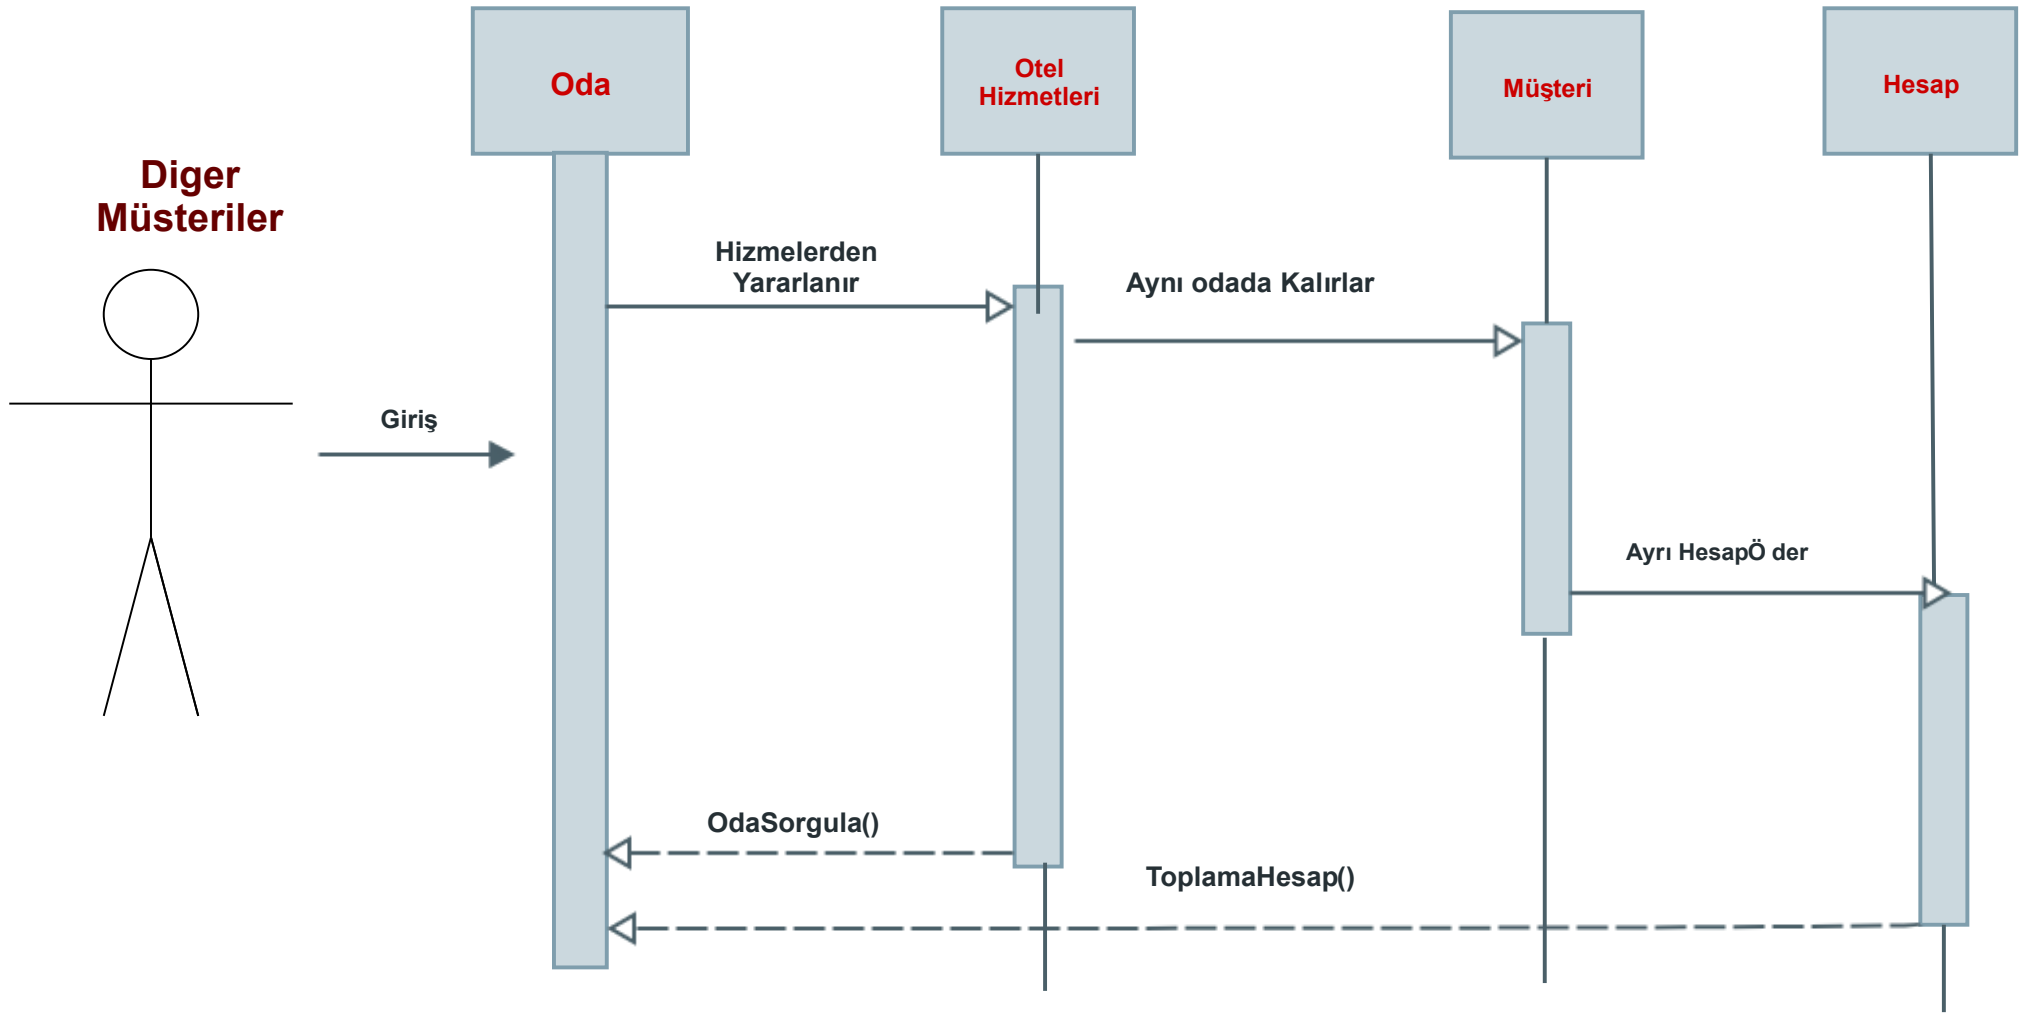 Oda
Otel
Hizmetleri
Müşteri
Hesap
Diger
Müsteriler
Hizmelerden
Yararlanır
Aynı odada Kalırlar
Giriş
Ayrı HesapÖ der
OdaSorgula()
ToplamaHesap()